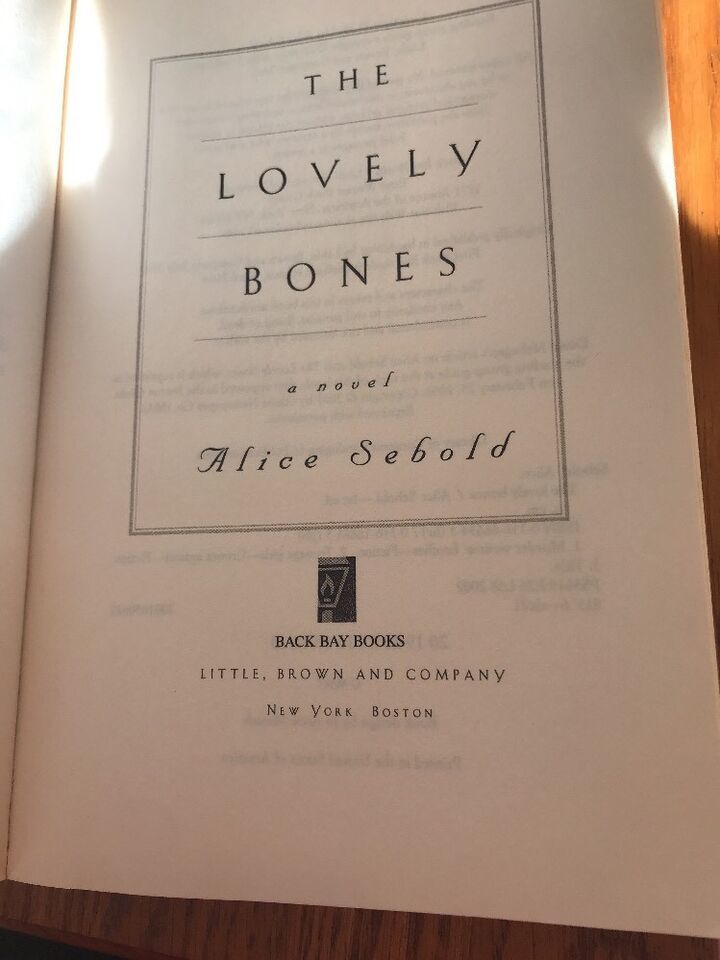 THE
LOVELY
BONES
a novel
Alice Sebold
BACK BAY BOOKS
LITTLE, BROWN AND COMPANY
NEW YORK BOSTON